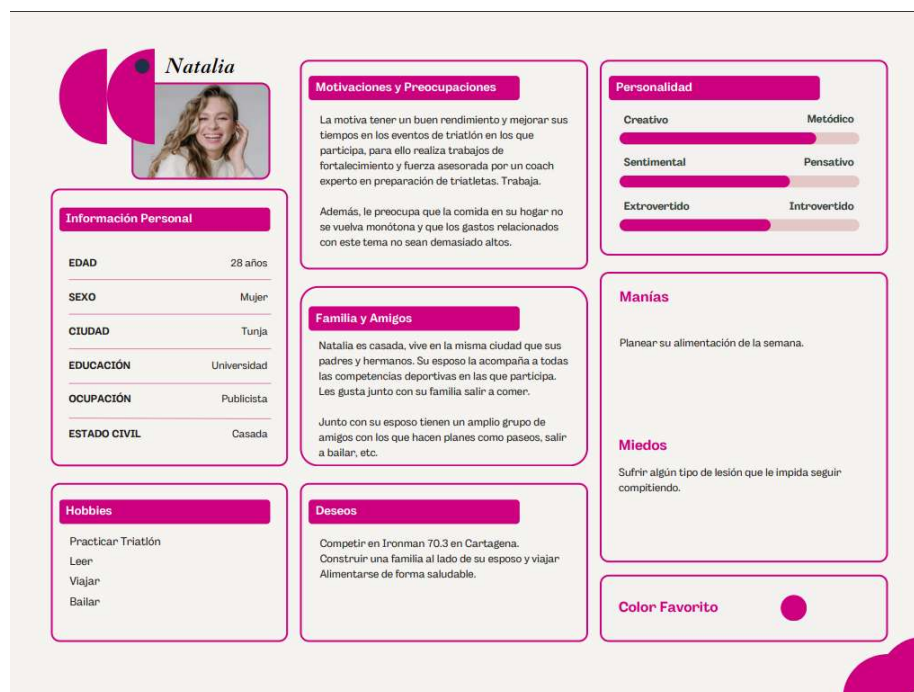 Natalia
Información Personal
EDAD 28 años
SEXO Mujer
CIUDAD Tunja
EDUCACIÓN Universidad
OCUPACIÓN Publicista
ESTADO CIVIL Casada
Hobbies
Practicar Triatlón
Leer
Viajar
Bailar
Motivaciones y Preocupaciones
La motiva tener un buen rendimiento y mejorar sus
tiempos en los eventos de triatlón en los que
participa, para ello realiza trabajos de
fortalecimiento y fuerza asesorada por un coach
experto en preparación de triatletas. Trabaja.
Además, le preocupa que la comida en su hogar no
se vuelva monótona y que los gastos relacionados
con este tema no sean demasiado altos.
Familia y Amigos
Natalia es casada, vive en la misma ciudad que sus
padres y hermanos. Su esposo la acompaña a todas
las competencias deportivas en las que participa.
Les gusta junto con su familia salir a comer.
Junto con su esposo tienen un amplio grupo de
amigos con los que hacen planes como paseos, salir
a bailar, etc.
Deseos
Competir en Ironman 70.3 en Cartagena.
Construir una familia al lado de su esposo y viajar
Alimentarse de forma saludable.
Personalidad
Creativo Metódico
Sentimental Pensativo
Extrovertido Introvertido
Manías
Planear su alimentación de la semana.
Miedos
Sufrir algún tipo de lesión que le impida seguir
compitiendo.
Color Favorito